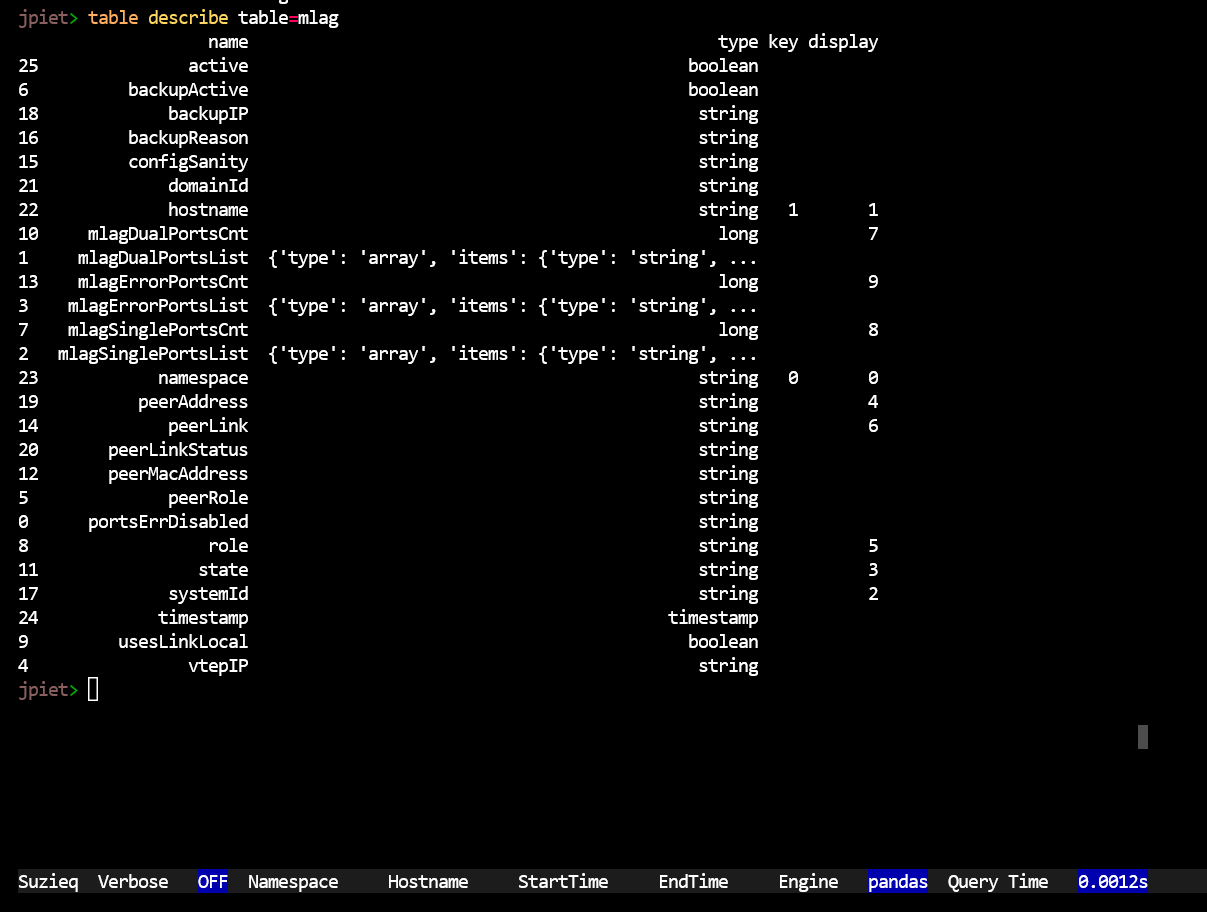 jpiet> table describe table=mlag
name type key display
25 active boolean
6 backupActive boolean
18 backupIP string
16 backupReason string
15 configSanity string
21 domainId string
22 hostname string 1 1
10 mlagDualPortsCnt long 7
1 mlagDualPortsList {'type': 'array', 'items': {'type': 'string', ...
13 mlagErrorPortsCnt long 9
3 mlagErrorPortsList {'type': 'array', 'items': {'type': 'string', ...
7 mlagSinglePortsCnt long 8
2 mlagSinglePortsList {'type': 'array', 'items': {'type': 'string', ...
23 namespace string 0 0
19 peerAddress string 4
14 peerLink string 6
20 peerLinkStatus string
12 peerMacAddress string
5 peerRole string
0 portsErrDisabled string
8 role string 5
11 state string 3
17 systemId string 2
24 timestamp timestamp
9 usesLinkLocal boolean
4 vtepIP string
jpiet>
Suzieq Verbose OFF Namespace Hostname StartTime EndTime Engine pandas Query Time 0.0012s